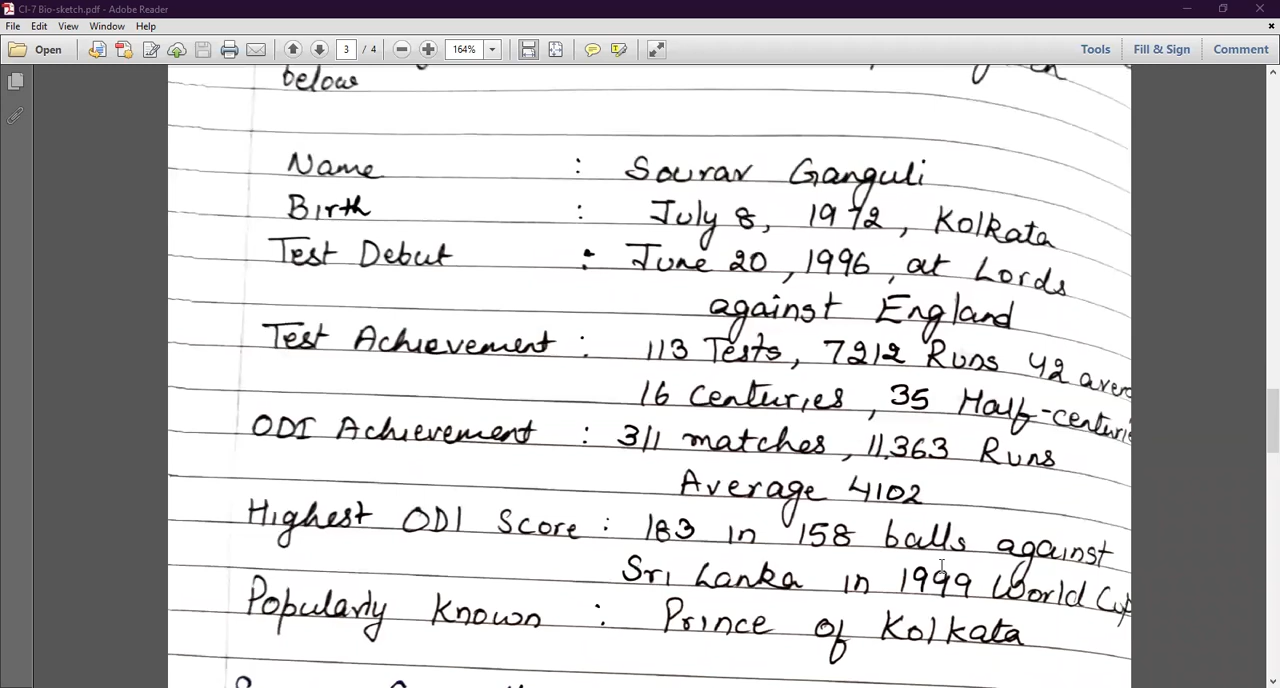 Cl-7 Bio-sketch.pdf - Adobe Reader
File Edit View Window Help
Open 3 / 4 164% Tools Fill & Sign Comment
below
Name : Sourav Ganguli
Birth : July 8, 1972, Kolkata
Test Debut : June 20, 1996, at Lords
against England
Test Achievement : 113 Tests, 7212 Runs 42 aver
16 Centuries, 35 Half-centurie
ODI Achievement : 311 matches, 11,363 Runs
Average 4102
Highest ODI Score : 183 in 158 balls against
Sri Lanka in 1999 World Cup
Popularly Known : Prince of Kolkata